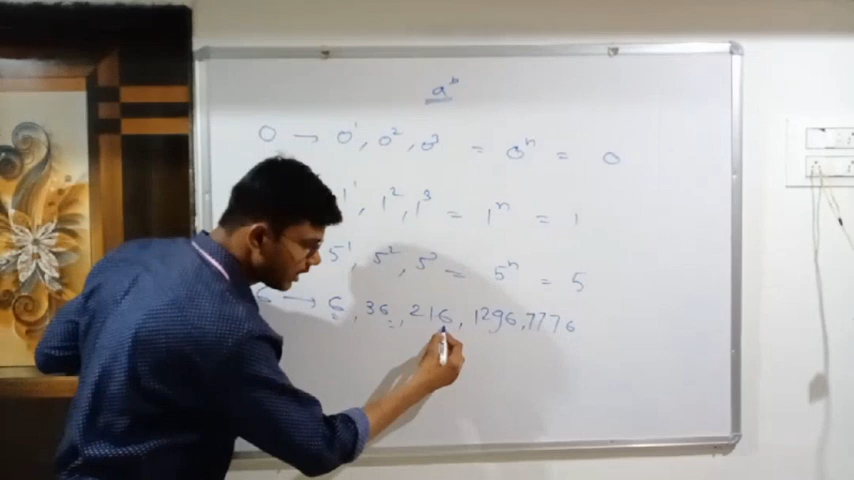 a^b
0 → 0¹, 0², 0³ = 0ⁿ = 0
1¹, 1², 1³ = 1ⁿ = 1
5¹, 5², 5³ = 5ⁿ = 5
6 → 6, 36, 216, 1296, 7776